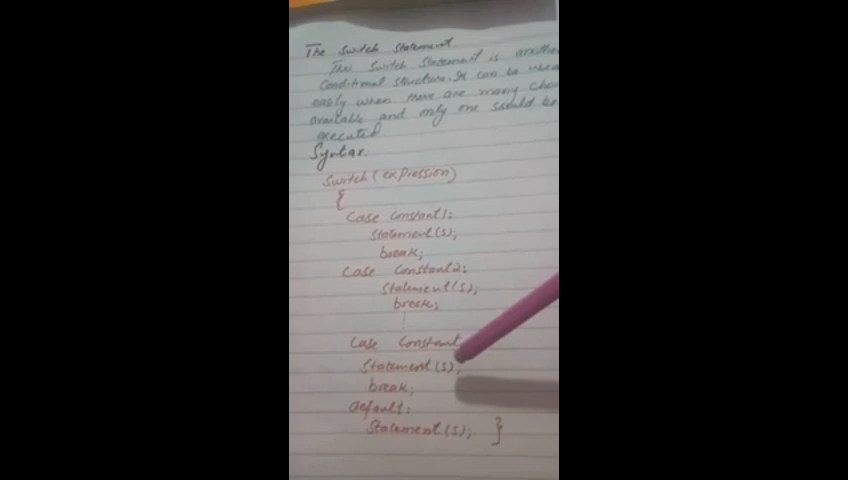 The Switch Statement.
The Switch Statement is another
conditional structure. It can be used
easily when there are many choi
available and only one should be
executed
Syntax:
Switch (expression)
{
Case Constant1:
Statement(s);
break;
Case Constant2:
Statement(s);
break;
Case Constant
Statement(s);
break;
default:
Statement(s); }